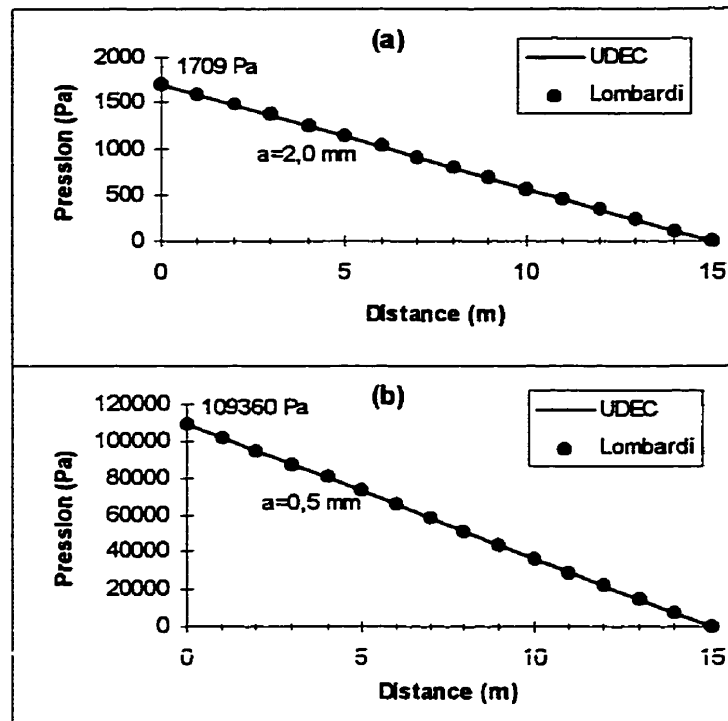 (a)
2000
1709 Pa
UDEC
Lombardi
1500
1000
a=2,0 mm
500
0
Pression (Pa)
0 5 10 15
Distance (m)
(b)
120000
109360 Pa
UDEC
Lombardi
100000
80000
a=0,5 mm
60000
40000
20000
0
Pression (Pa)
0 5 10 15
Distance (m)